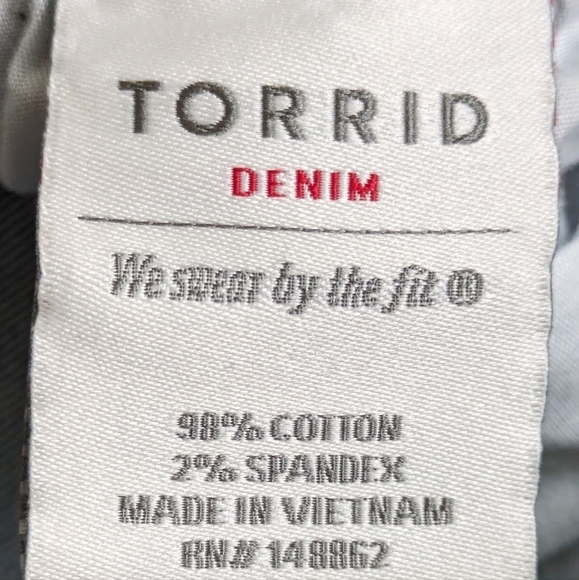 TORRID
DENIM
We swear by the fit ®
98% COTTON
2% SPANDEX
MADE IN VIETNAM
RN# 148862